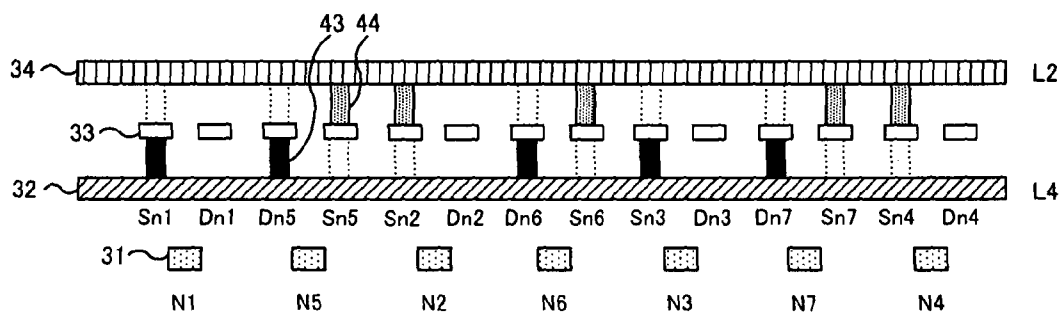 43 44
34 L2
33
32 L4
Sn1 Dn1 Dn5 Sn5 Sn2 Dn2 Dn6 Sn6 Sn3 Dn3 Dn7 Sn7 Sn4 Dn4
31
N1 N5 N2 N6 N3 N7 N4